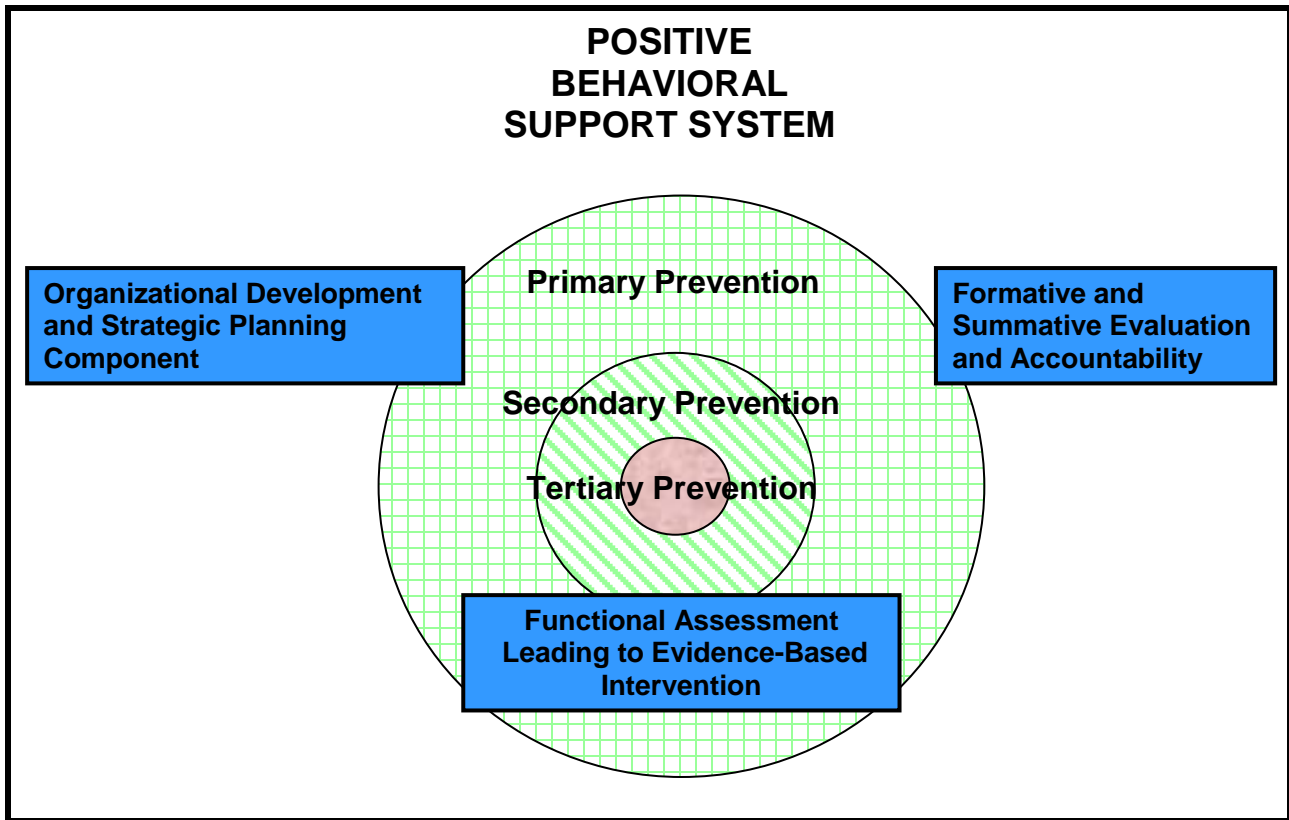 POSITIVE
BEHAVIORAL
SUPPORT SYSTEM
Primary Prevention
Organizational Development
and Strategic Planning
Component
Formative and
Summative Evaluation
and Accountability
Secondary Prevention
Tertiary Prevention
Functional Assessment
Leading to Evidence-Based
Intervention